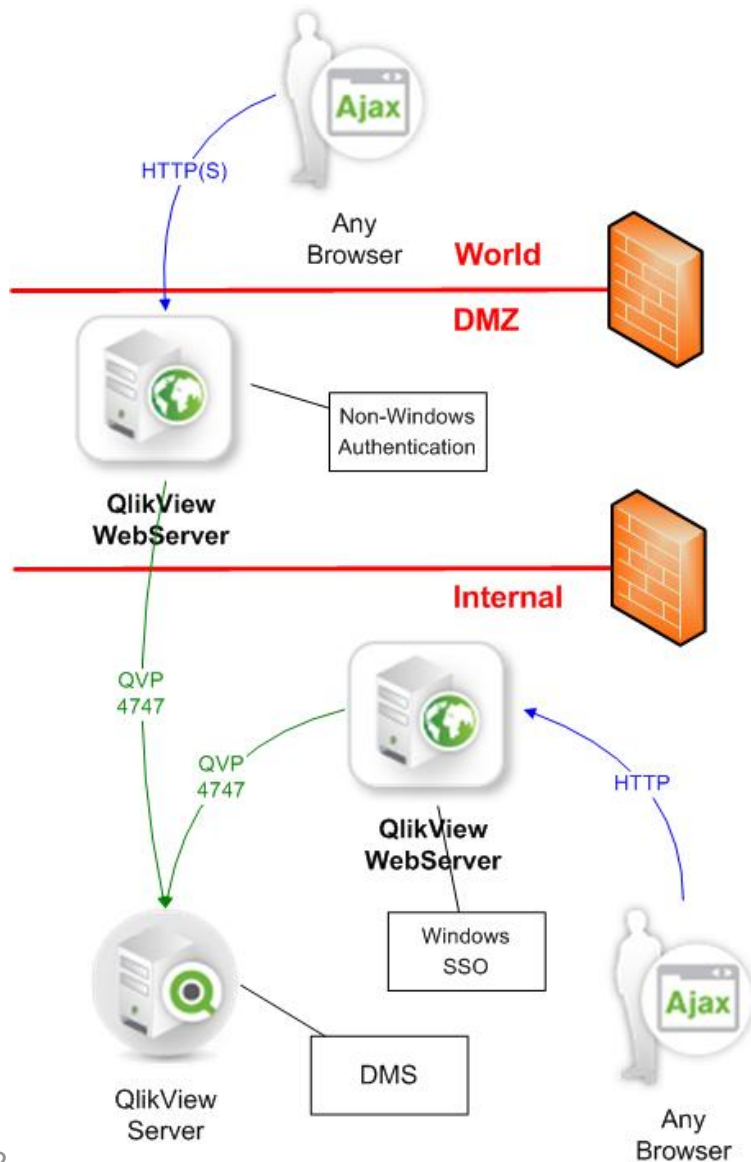 Ajax
HTTP(S)
Any
Browser
World
DMZ
Non-Windows
Authentication
QlikView
WebServer
Internal
QVP
4747
QVP
4747
HTTP
QlikView
WebServer
Windows
SSO
Ajax
DMS
QlikView
Server
Any
Browser